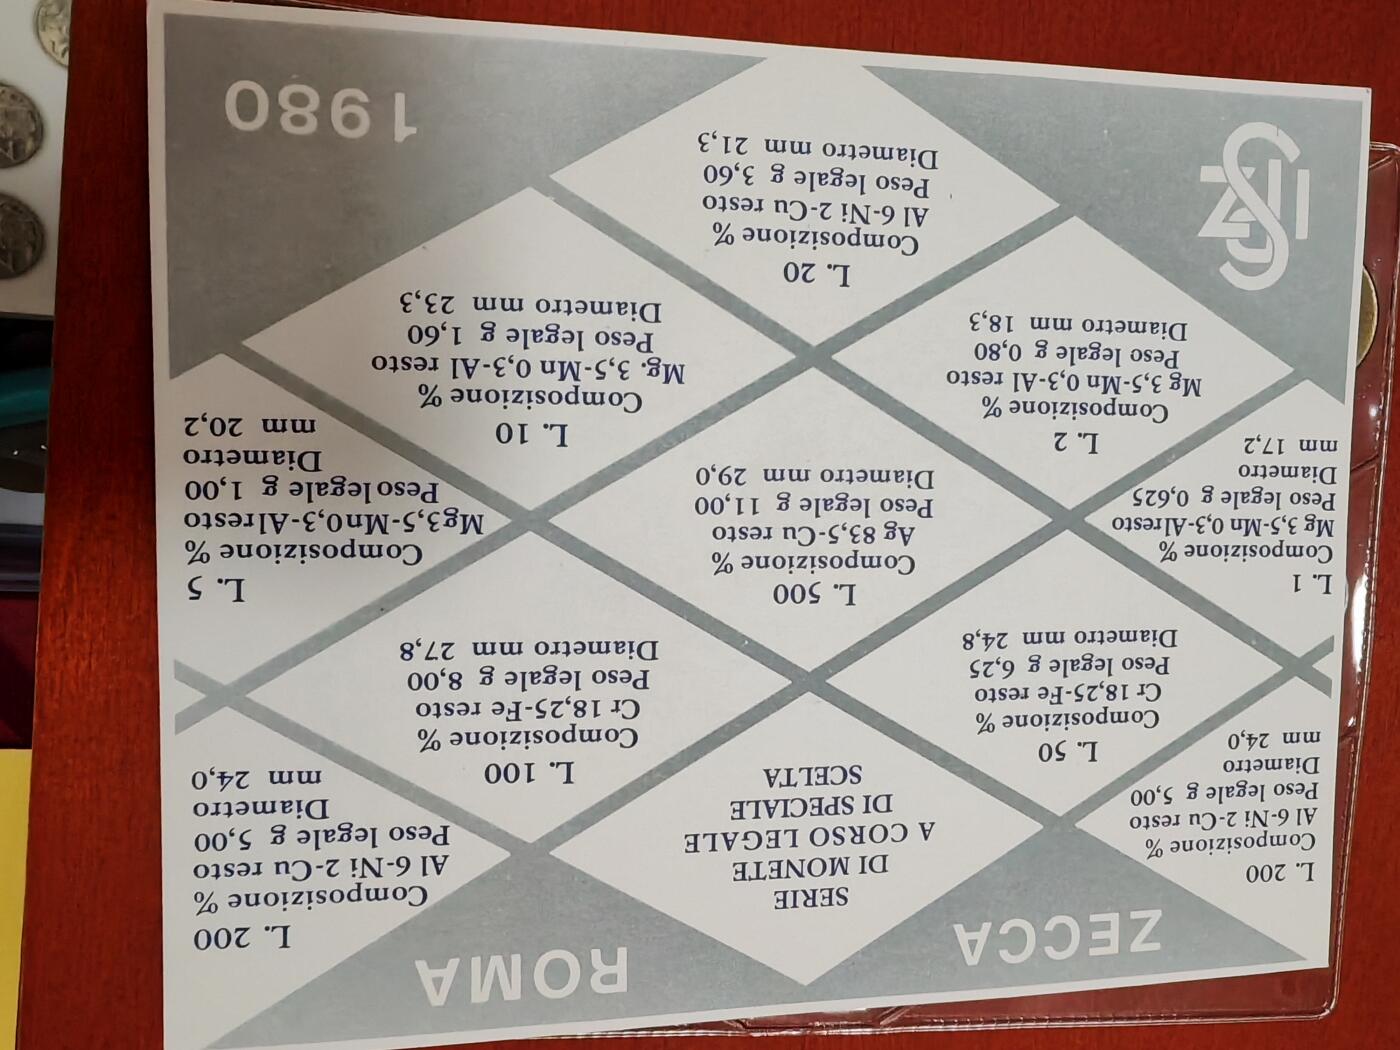 ZECCA
ROMA
L. 200
Composizione %
Al 6-Ni 2-Cu resto
Peso legale g 5,00
Diametro
mm 24,0
SERIE
DI MONETE
A CORSO LEGALE
DI SPECIALE
SCELTA
L. 200
Composizione %
Al 6-Ni 2-Cu resto
Peso legale g 5,00
Diametro
mm 24,0
L. 50
Composizione %
Cr 18,25-Fe resto
Peso legale g 6,25
Diametro mm 24,8
L. 100
Composizione %
Cr 18,25-Fe resto
Peso legale g 8,00
Diametro mm 27,8
L. 1
Composizione %
Mg 3,5-Mn 0,3-Al resto
Peso legale g 0,625
Diametro
mm 17,2
L. 500
Composizione %
Ag 83,5-Cu resto
Peso legale g 11,00
Diametro mm 29,0
L. 5
Composizione %
Mg3,5-Mn0,3-Al resto
Peso legale g 1,00
Diametro
mm 20,2
L. 2
Composizione %
Mg 3,5-Mn 0,3-Al resto
Peso legale g 0,80
Diametro mm 18,3
L. 10
Composizione %
Mg. 3,5-Mn 0,3-Al resto
Peso legale g 1,60
Diametro mm 23,3
L. 20
Composizione %
Al 6-Ni 2-Cu resto
Peso legale g 3,60
Diametro mm 21,3
1980